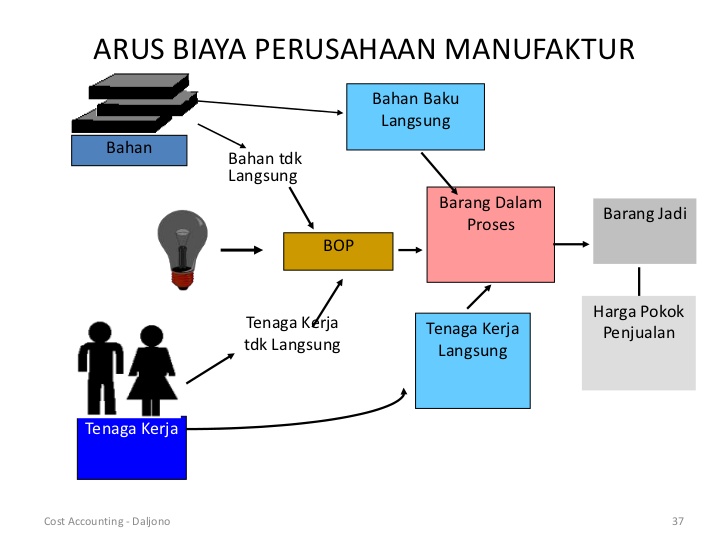 ARUS BIAYA PERUSAHAAN MANUFAKTUR
Bahan Baku
Langsung
Bahan
Bahan tdk
Langsung
Barang Dalam
Proses
Barang Jadi
BOP
Harga Pokok
Penjualan
Tenaga Kerja
tdk Langsung
Tenaga Kerja
Langsung
Tenaga Kerja
Cost Accounting - Daljono
37